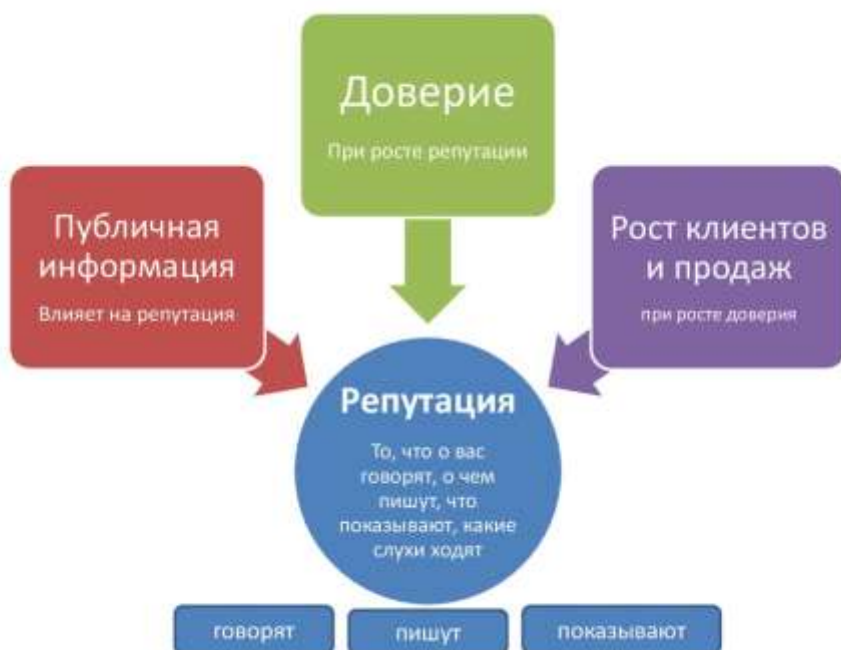 Доверие
При росте репутации
Публичная
информация
Влияет на репутация
Рост клиентов
и продаж
при росте доверия
Репутация
То, что о вас
говорят, о чем
пишут, что
показывают, какие
слухи ходят
говорят
пишут
показывают